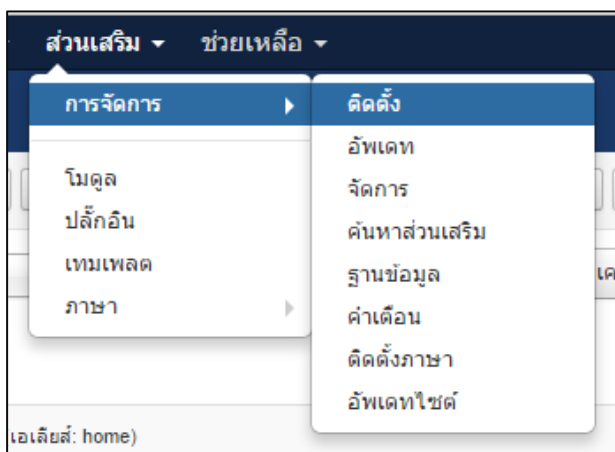 ส่วนเสริม ช่วยเหลือ
การจัดการ
โมดูล
ปลั๊กอิน
เทมเพลต
ภาษา
ติดตั้ง
อัพเดท
จัดการ
ค้นหาส่วนเสริม
ฐานข้อมูล
คำเตือน
ติดตั้งภาษา
อัพเดทไซต์
เอเลียส์: home)